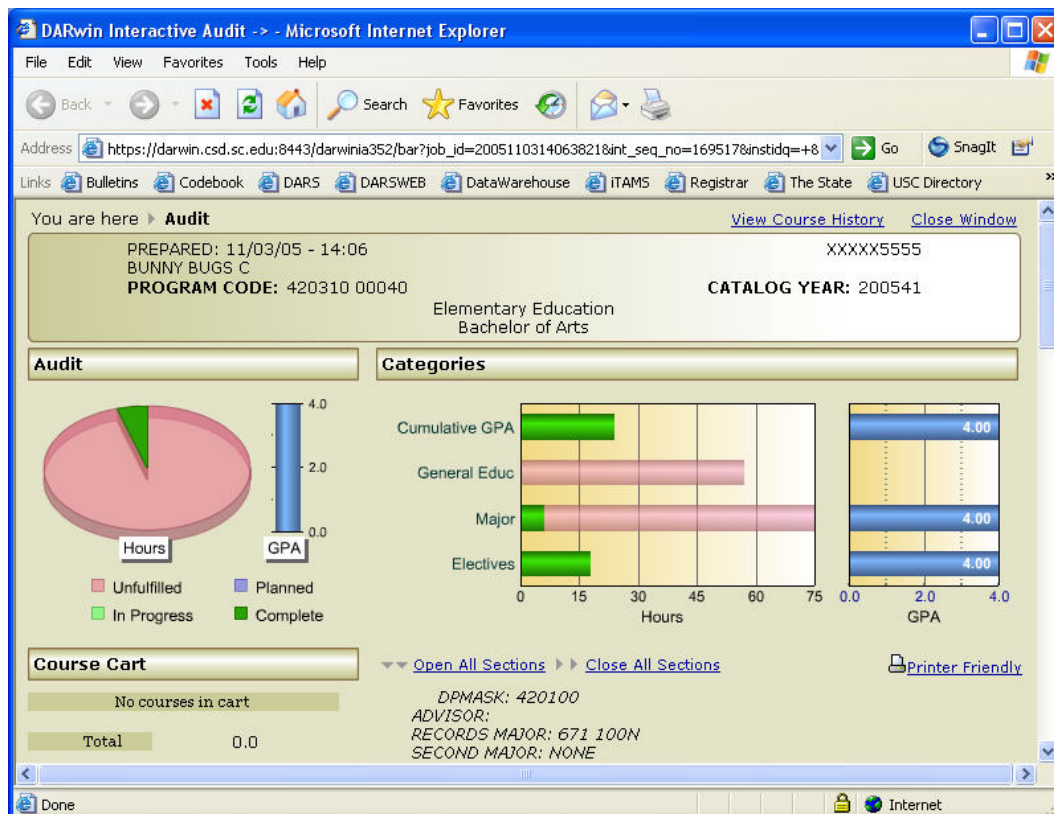 DARwin Interactive Audit -> - Microsoft Internet Explorer
File Edit View Favorites Tools Help
Back Search Favorites
Address https://darwin.csd.sc.edu:8443/darwinia352/bar?job_id=2005110314063821&int_seq_no=169517&instidq=+8 Go SnagIt
Links Bulletins Codebook DARS DARSWEB DataWarehouse iTAMS Registrar The State USC Directory »
You are here Audit View Course History Close Window
PREPARED: 11/03/05 - 14:06 XXXXX5555
BUNNY BUGS C
PROGRAM CODE: 420310 00040 CATALOG YEAR: 200541
Elementary Education
Bachelor of Arts
Audit
4.0
2.0
0.0
Hours GPA
Unfulfilled Planned
In Progress Complete
Categories
Cumulative GPA 4.00
General Educ
Major 4.00
Electives 4.00
0 15 30 45 60 75 0.0 2.0 4.0
Hours GPA
Course Cart
No courses in cart
Total 0.0
Open All Sections Close All Sections Printer Friendly
DPMASK: 420100
ADVISOR:
RECORDS MAJOR: 671 100N
SECOND MAJOR: NONE
Done Internet